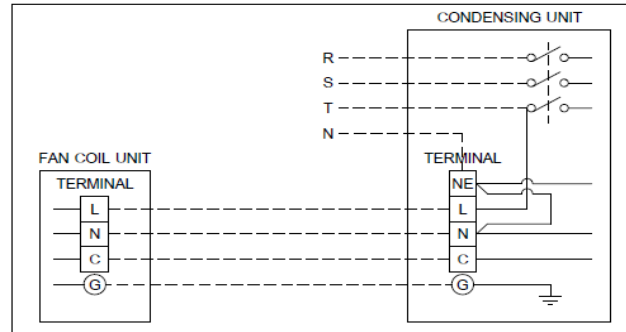 CONDENSING UNIT
R
S
T
N
FAN COIL UNIT
TERMINAL
TERMINAL
NE
L
L
N
N
C
C
G
G